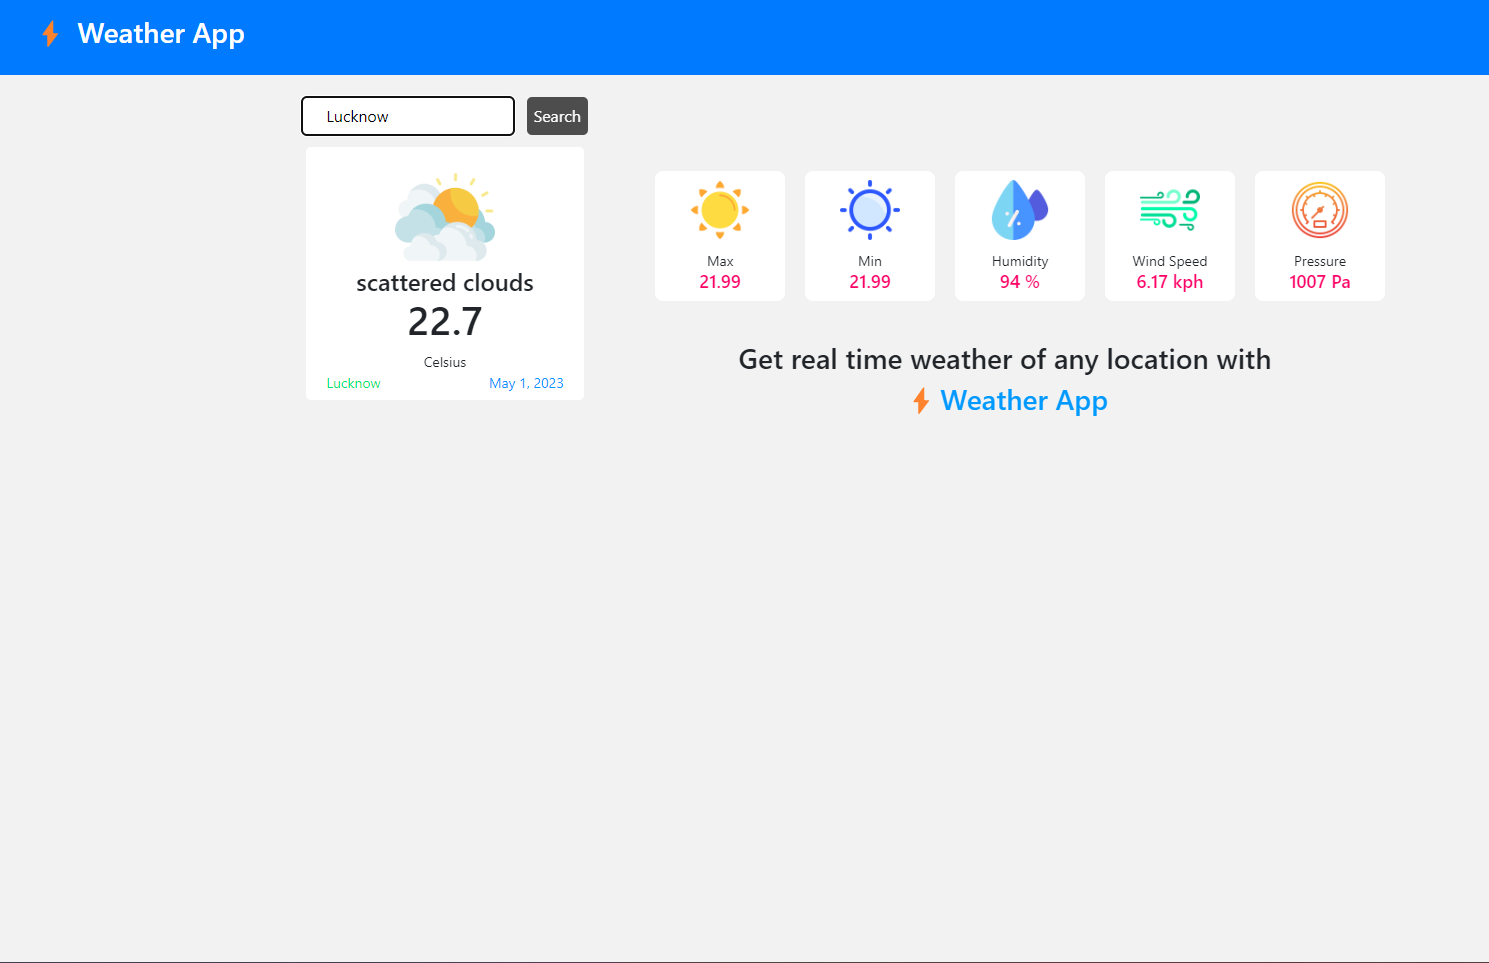 Weather App
Lucknow
Search
scattered clouds
22.7
Celsius
Lucknow
May 1, 2023
Max
21.99
Min
21.99
Humidity
94 %
Wind Speed
6.17 kph
Pressure
1007 Pa
Get real time weather of any location with
Weather App